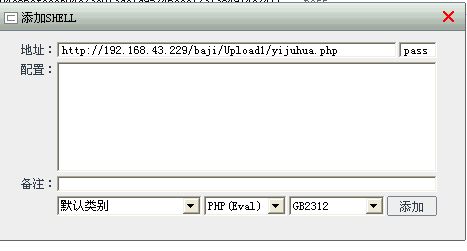 添加SHELL
地址： http://192.168.43.229/baji/Upload1/yijuhua.php pass
配置：
备注：
默认类别 PHP(Eval) GB2312 添加